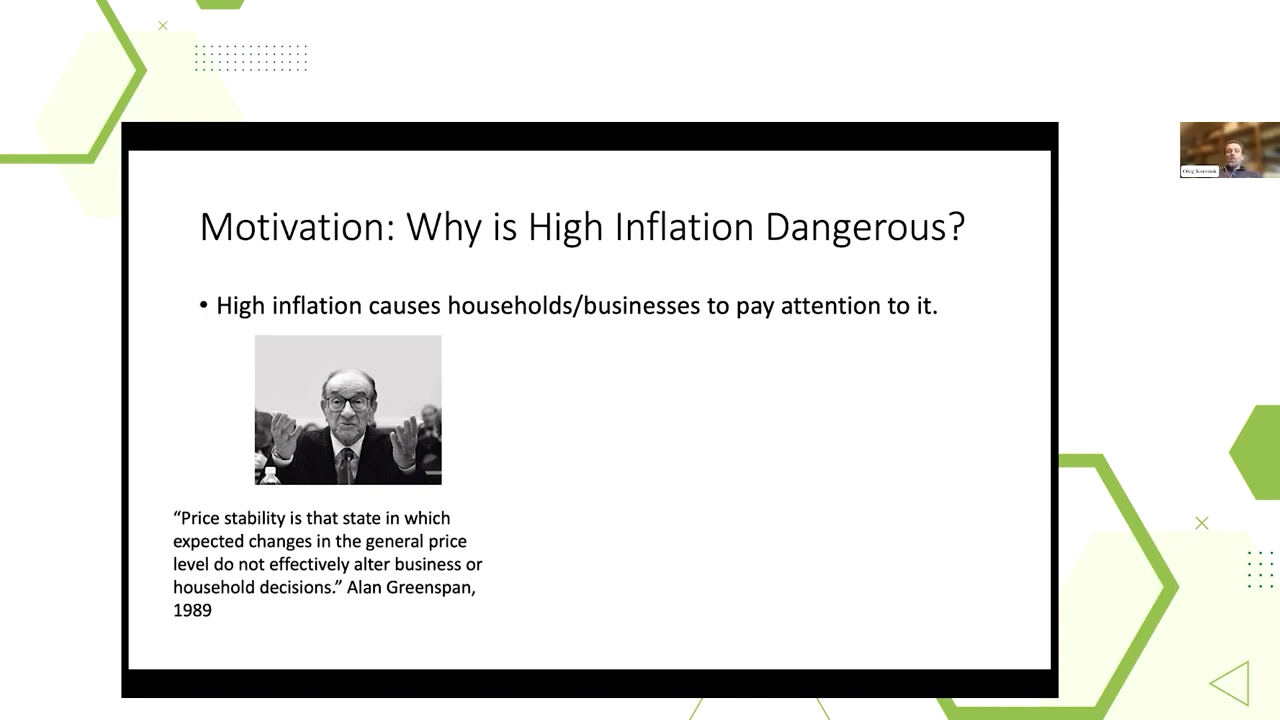 Motivation: Why is High Inflation Dangerous?
• High inflation causes households/businesses to pay attention to it.
“Price stability is that state in which
expected changes in the general price
level do not effectively alter business or
household decisions.” Alan Greenspan,
1989
Oleg Korenok